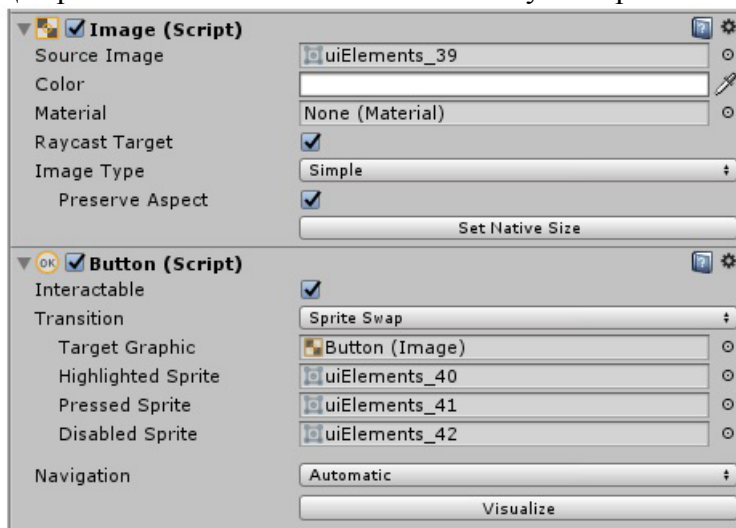 Image (Script)
Source Image uiElements_39
Color
Material None (Material)
Raycast Target
Image Type Simple
Preserve Aspect
Set Native Size
OK Button (Script)
Interactable
Transition Sprite Swap
Target Graphic Button (Image)
Highlighted Sprite uiElements_40
Pressed Sprite uiElements_41
Disabled Sprite uiElements_42
Navigation Automatic
Visualize